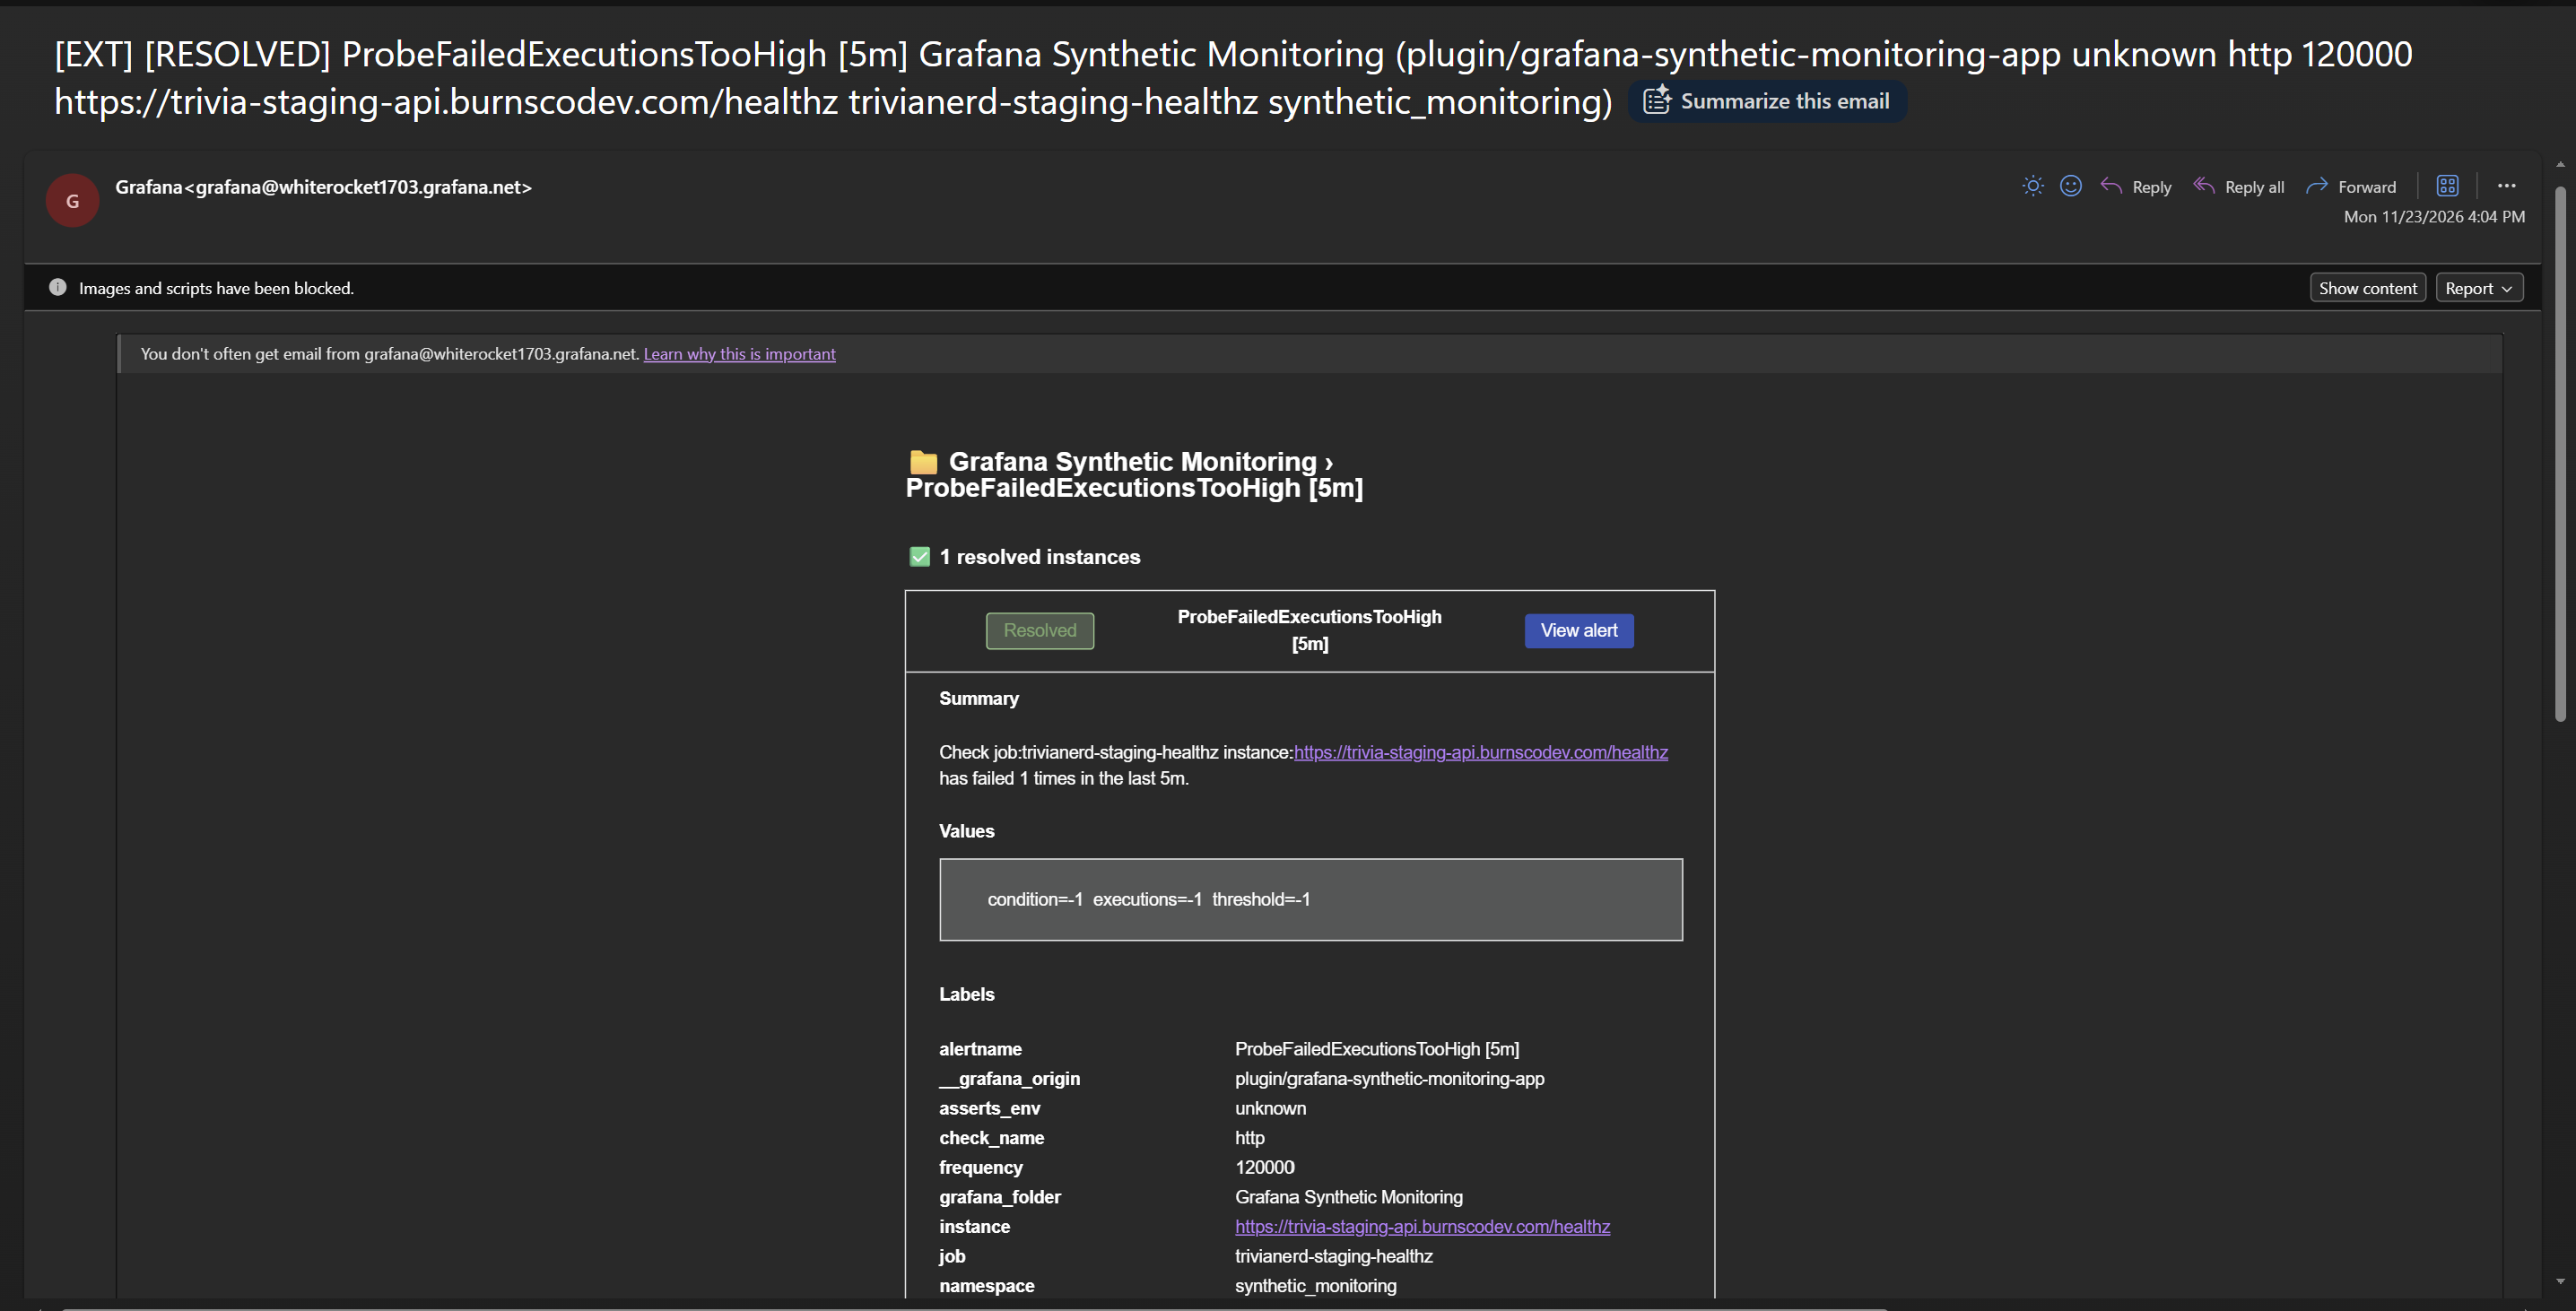 [EXT] [RESOLVED] ProbeFailedExecutionsTooHigh [5m] Grafana Synthetic Monitoring (plugin/grafana-synthetic-monitoring-app unknown http 120000
https://trivia-staging-api.burnscodev.com/healthz trivianerd-staging-healthz synthetic_monitoring) Summarize this email
G
Grafana<grafana@whiterocket1703.grafana.net>
Reply Reply all Forward
Mon 11/23/2026 4:04 PM
Images and scripts have been blocked.
Show content Report
You don't often get email from grafana@whiterocket1703.grafana.net. Learn why this is important
Grafana Synthetic Monitoring ›
ProbeFailedExecutionsTooHigh [5m]
1 resolved instances
Resolved
ProbeFailedExecutionsTooHigh
[5m]
View alert
Summary
Check job:trivianerd-staging-healthz instance:https://trivia-staging-api.burnscodev.com/healthz
has failed 1 times in the last 5m.
Values
condition=-1 executions=-1 threshold=-1
Labels
alertname ProbeFailedExecutionsTooHigh [5m]
__grafana_origin plugin/grafana-synthetic-monitoring-app
asserts_env unknown
check_name http
frequency 120000
grafana_folder Grafana Synthetic Monitoring
instance https://trivia-staging-api.burnscodev.com/healthz
job trivianerd-staging-healthz
namespace synthetic_monitoring